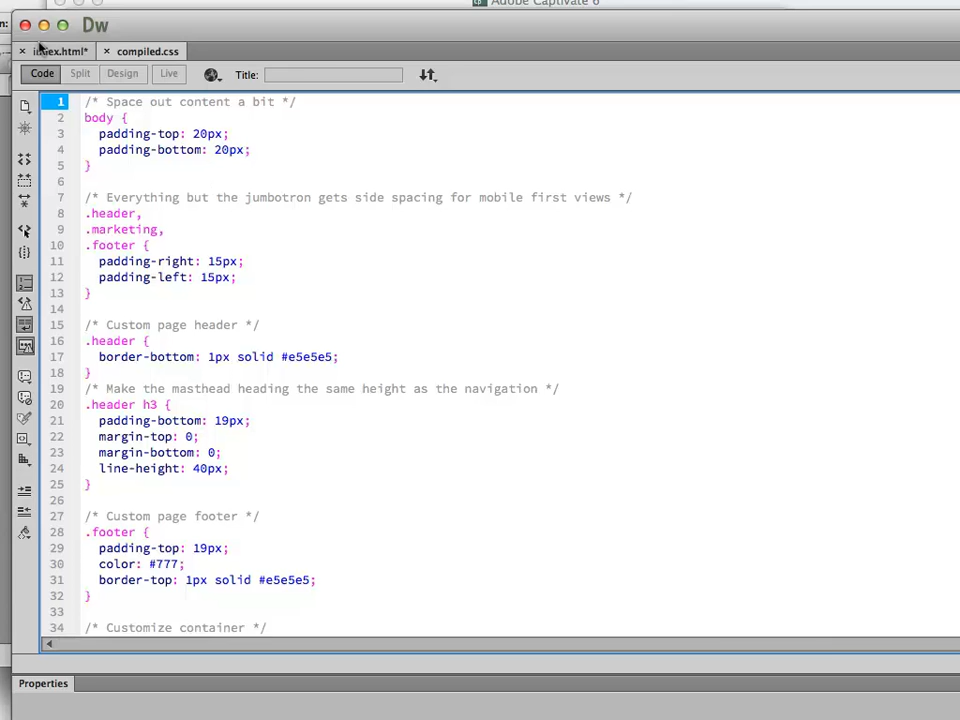 Adobe Captivate 6
n:
Dw
index.html*
compiled.css
Code Split Design Live Title:
1 /* Space out content a bit */
2 body {
3 padding-top: 20px;
4 padding-bottom: 20px;
5 }
6
7 /* Everything but the jumbotron gets side spacing for mobile first views */
8 .header,
9 .marketing,
10 .footer {
11 padding-right: 15px;
12 padding-left: 15px;
13 }
14
15 /* Custom page header */
16 .header {
17 border-bottom: 1px solid #e5e5e5;
18 }
19 /* Make the masthead heading the same height as the navigation */
20 .header h3 {
21 padding-bottom: 19px;
22 margin-top: 0;
23 margin-bottom: 0;
24 line-height: 40px;
25 }
26
27 /* Custom page footer */
28 .footer {
29 padding-top: 19px;
30 color: #777;
31 border-top: 1px solid #e5e5e5;
32 }
33
34 /* Customize container */
Properties